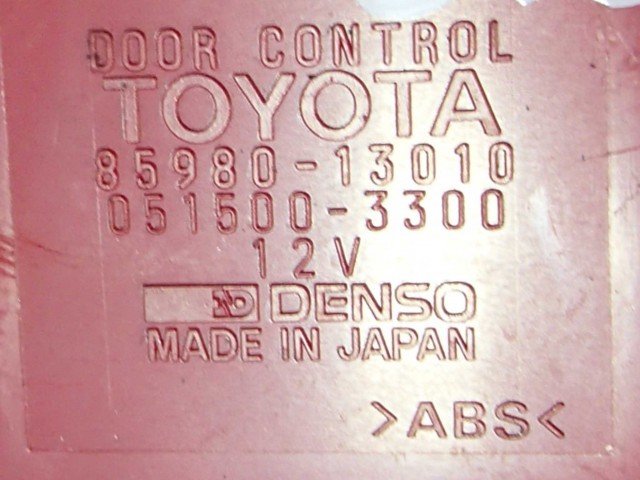 DOOR CONTROL
TOYOTA
85980-13010
051500-3300
12V
DENSO
MADE IN JAPAN
>ABS<